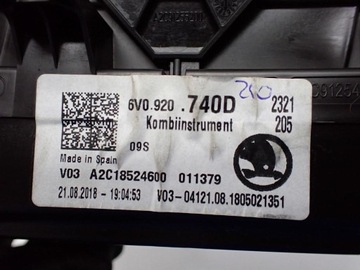 6V0.920 .740D 2321
Kombiinstrument 205
09S
Made in Spain
V03 A2C18524600 011379
21.08.2018 - 19:04:53 V03-04121.08.1805021351